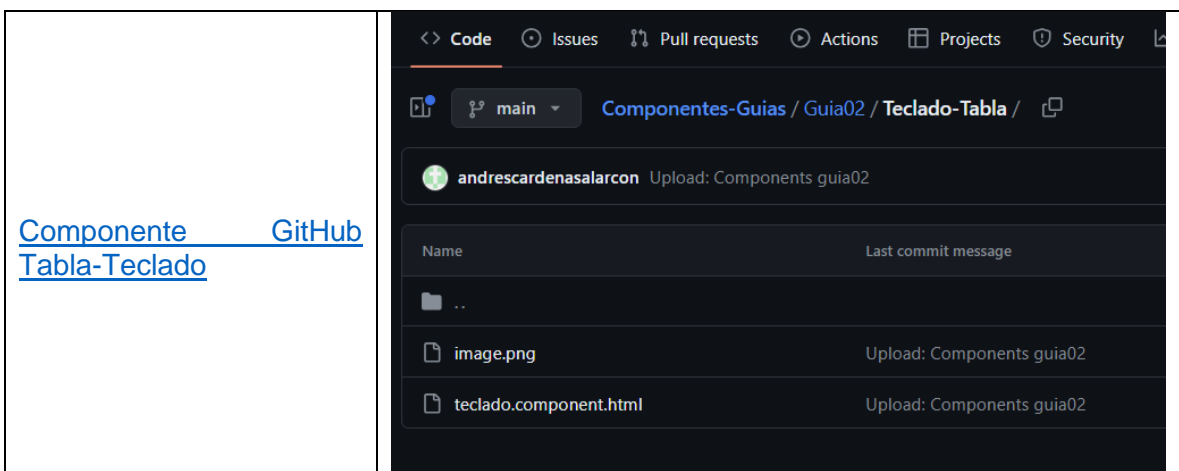 Componente GitHub
Tabla-Teclado
Code Issues Pull requests Actions Projects Security
main Componentes-Guias / Guia02 / Teclado-Tabla /
andrescardenasalarcon Upload: Components guia02
Name Last commit message
..
image.png Upload: Components guia02
teclado.component.html Upload: Components guia02